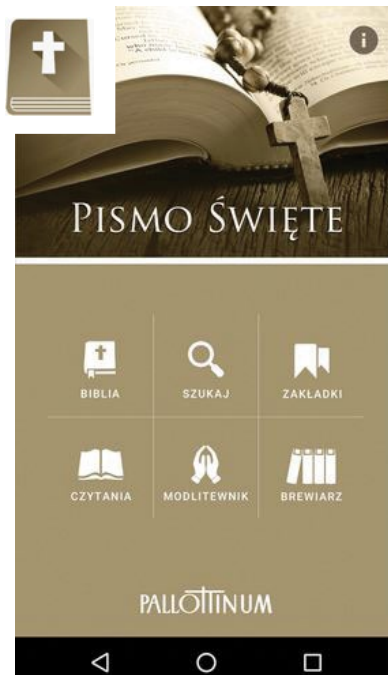 PISMO ŚWIĘTE
BIBLIA
SZUKAJ
ZAKŁADKI
CZYTANIA
MODLITEWNIK
BREWIARZ
PALLOTTINUM